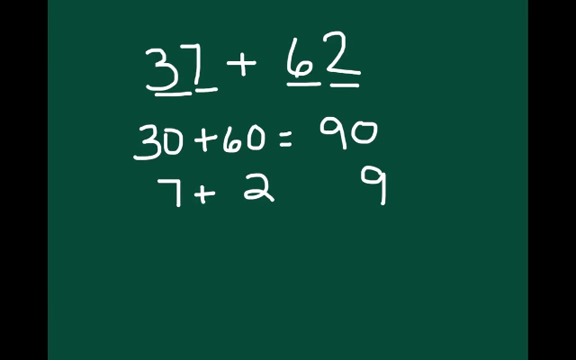 37 + 62
30 + 60 = 90
7 + 2 9